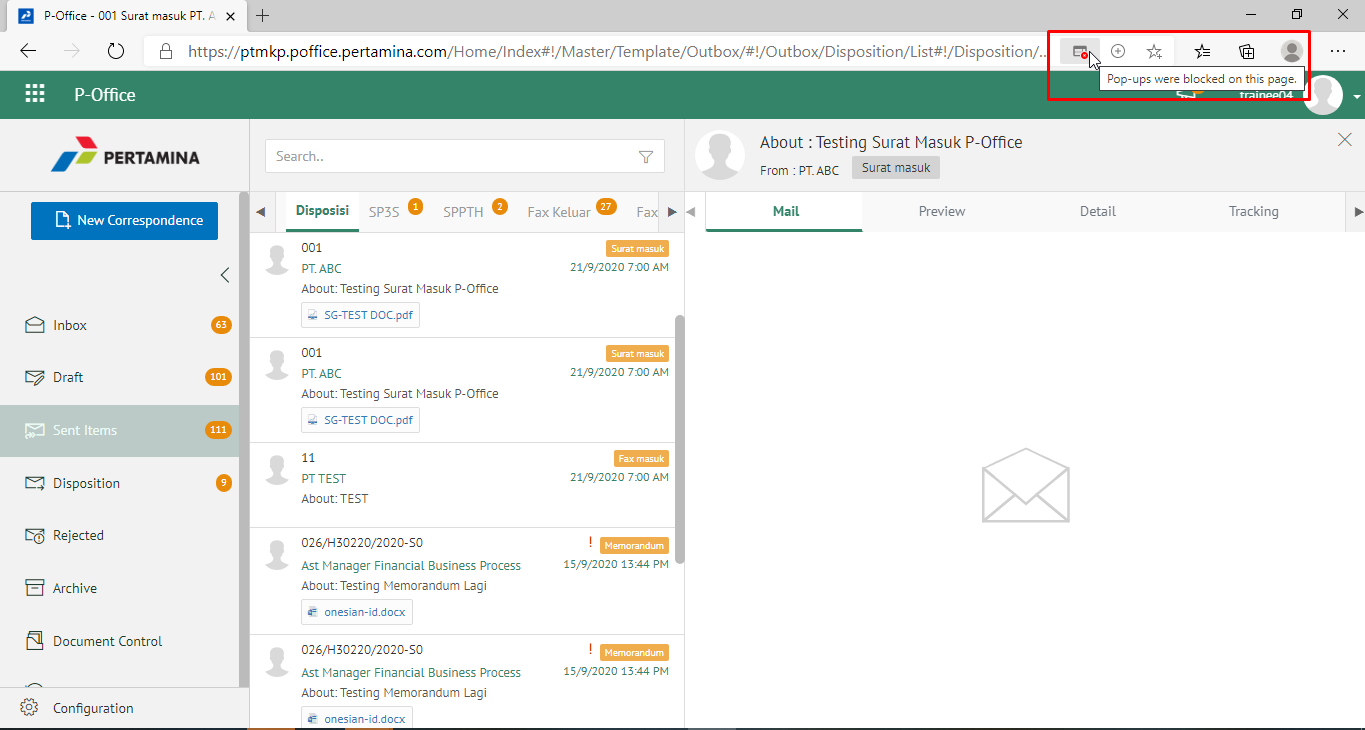 P-Office - 001 Surat masuk PT. A
https://ptmkp.poffice.pertamina.com/Home/Index#!/Master/Template/Outbox/#!/Outbox/Disposition/List#!/Disposition/...
Pop-ups were blocked on this page.
P-Office
trainee04
PERTAMINA
New Correspondence
Inbox 63
Draft 101
Sent Items 111
Disposition 9
Rejected
Archive
Document Control
Configuration
Search..
Disposisi SP3S 1 SPPTH 2 Fax Keluar 27 Fax
001 Surat masuk
PT. ABC 21/9/2020 7:00 AM
About: Testing Surat Masuk P-Office
SG-TEST DOC.pdf
001 Surat masuk
PT. ABC 21/9/2020 7:00 AM
About: Testing Surat Masuk P-Office
SG-TEST DOC.pdf
11 Fax masuk
PT TEST 21/9/2020 7:00 AM
About: TEST
026/H30220/2020-S0 ! Memorandum
Ast Manager Financial Business Process 15/9/2020 13:44 PM
About: Testing Memorandum Lagi
onesian-id.docx
026/H30220/2020-S0 ! Memorandum
Ast Manager Financial Business Process 15/9/2020 13:44 PM
About: Testing Memorandum Lagi
onesian-id.docx
About : Testing Surat Masuk P-Office
From : PT. ABC Surat masuk
Mail Preview Detail Tracking